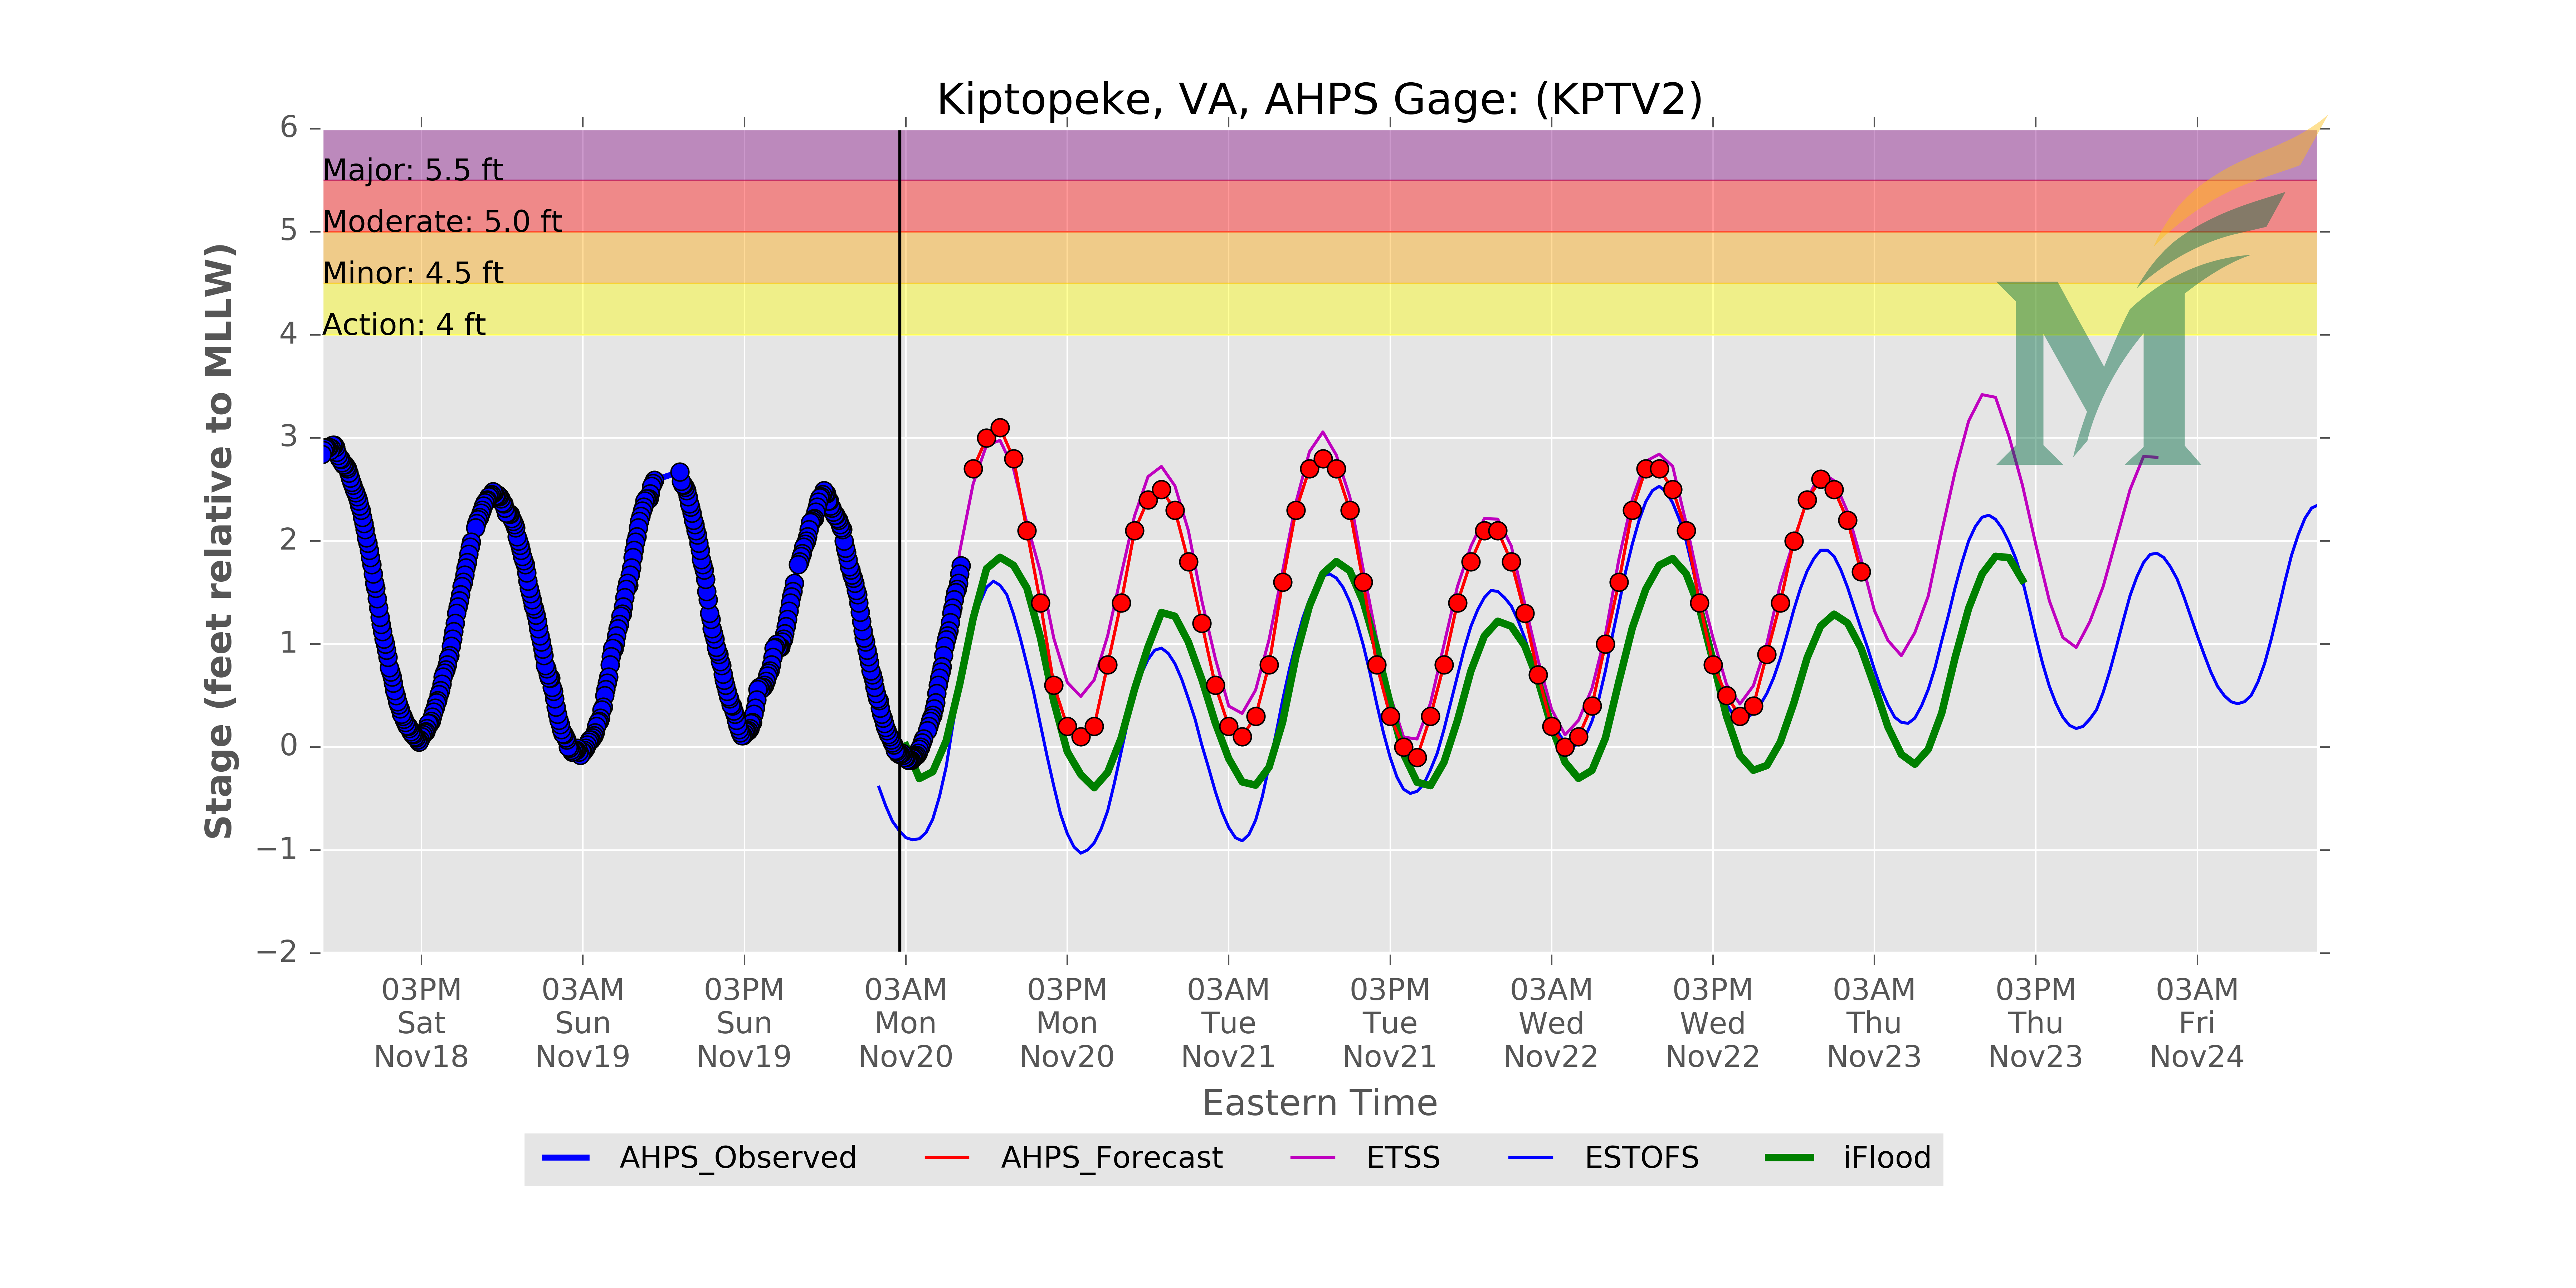 Kiptopeke, VA, AHPS Gage: (KPTV2)
6
5
4
3
2
1
0
−1
−2
Stage (feet relative to MLLW)
Major: 5.5 ft
Moderate: 5.0 ft
Minor: 4.5 ft
Action: 4 ft
M
03PM 03AM 03PM 03AM 03PM 03AM 03PM 03AM 03PM 03AM 03PM 03AM
Sat Sun Sun Mon Mon Tue Tue Wed Wed Thu Thu Fri
Nov18 Nov19 Nov19 Nov20 Nov20 Nov21 Nov21 Nov22 Nov22 Nov23 Nov23 Nov24
Eastern Time
AHPS_Observed AHPS_Forecast ETSS ESTOFS iFlood